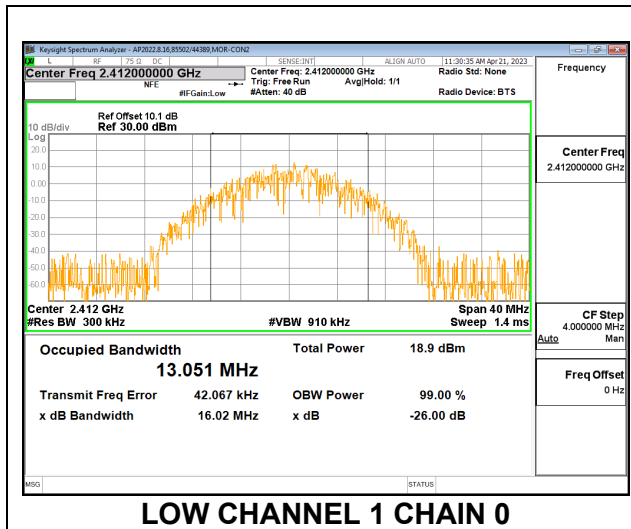 Keysight Spectrum Analyzer - AP2022.8.16,85502/44389,MOR-CON2
L RF 75 Ω DC SENSE:INT ALIGN AUTO 11:30:35 AM Apr 21, 2023
Center Freq 2.412000000 GHz
NFE
#IFGain:Low
Center Freq: 2.412000000 GHz
Trig: Free Run Avg|Hold: 1/1
#Atten: 40 dB
Radio Std: None
Radio Device: BTS
Frequency
Ref Offset 10.1 dB
10 dB/div Ref 30.00 dBm
Log
20.0
10.0
0.00
-10.0
-20.0
-30.0
-40.0
-50.0
-60.0
Center 2.412 GHz Span 40 MHz
#Res BW 300 kHz #VBW 910 kHz Sweep 1.4 ms
Center Freq
2.412000000 GHz
CF Step
4.000000 MHz
Auto Man
Freq Offset
0 Hz
Occupied Bandwidth Total Power 18.9 dBm
13.051 MHz
Transmit Freq Error 42.067 kHz OBW Power 99.00 %
x dB Bandwidth 16.02 MHz x dB -26.00 dB
MSG STATUS
LOW CHANNEL 1 CHAIN 0